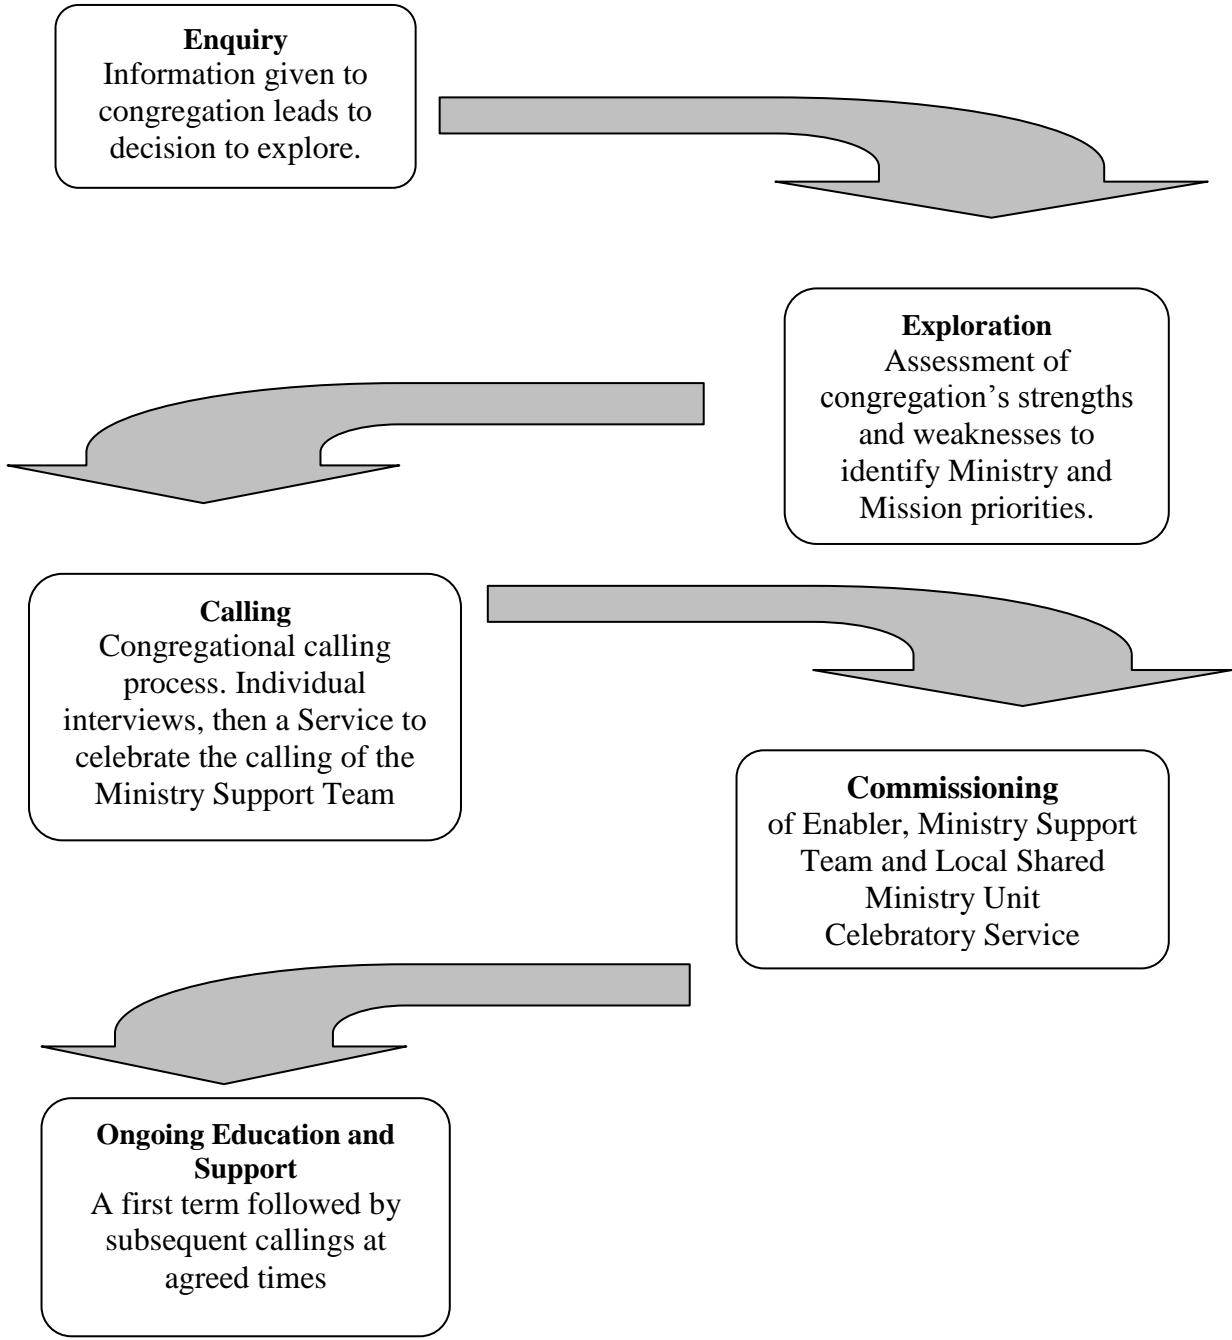 Enquiry
Information given to
congregation leads to
decision to explore.
Exploration
Assessment of
congregation’s strengths
and weaknesses to
identify Ministry and
Mission priorities.
Calling
Congregational calling
process. Individual
interviews, then a Service to
celebrate the calling of the
Ministry Support Team
Commissioning
of Enabler, Ministry Support
Team and Local Shared
Ministry Unit
Celebratory Service
Ongoing Education and
Support
A first term followed by
subsequent callings at
agreed times